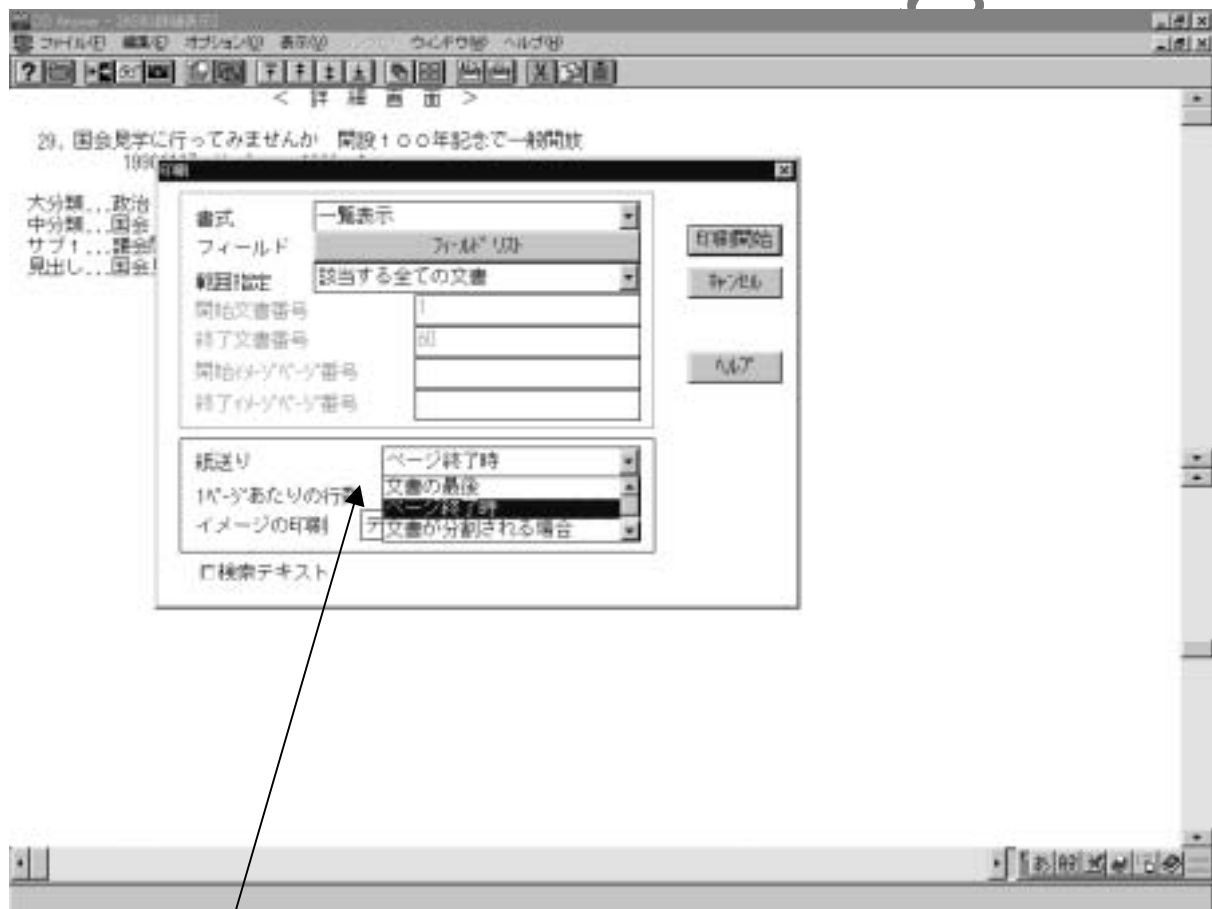 ファイル(F) 編集(E) オプション(O) 表示(V) ウィンドウ(W) ヘルプ(H)
< 詳 細 画 面 >
29. 国会見学に行ってみませんか 開設100年記念で一般開放
印刷
大分類...政治
中分類...国会
サブ1...議会
見出し...国会
書式 一覧表示
フィールド フィールド リスト
範囲指定 該当する全ての文書
開始文書番号 1
終了文書番号 60
開始イメージページ番号
終了イメージページ番号
印刷開始
キャンセル
ヘルプ
紙送り ページ終了時
文書の最後
1ページあたりの行数
ページ終了時
イメージの印刷
文書が分割される場合
検索テキスト